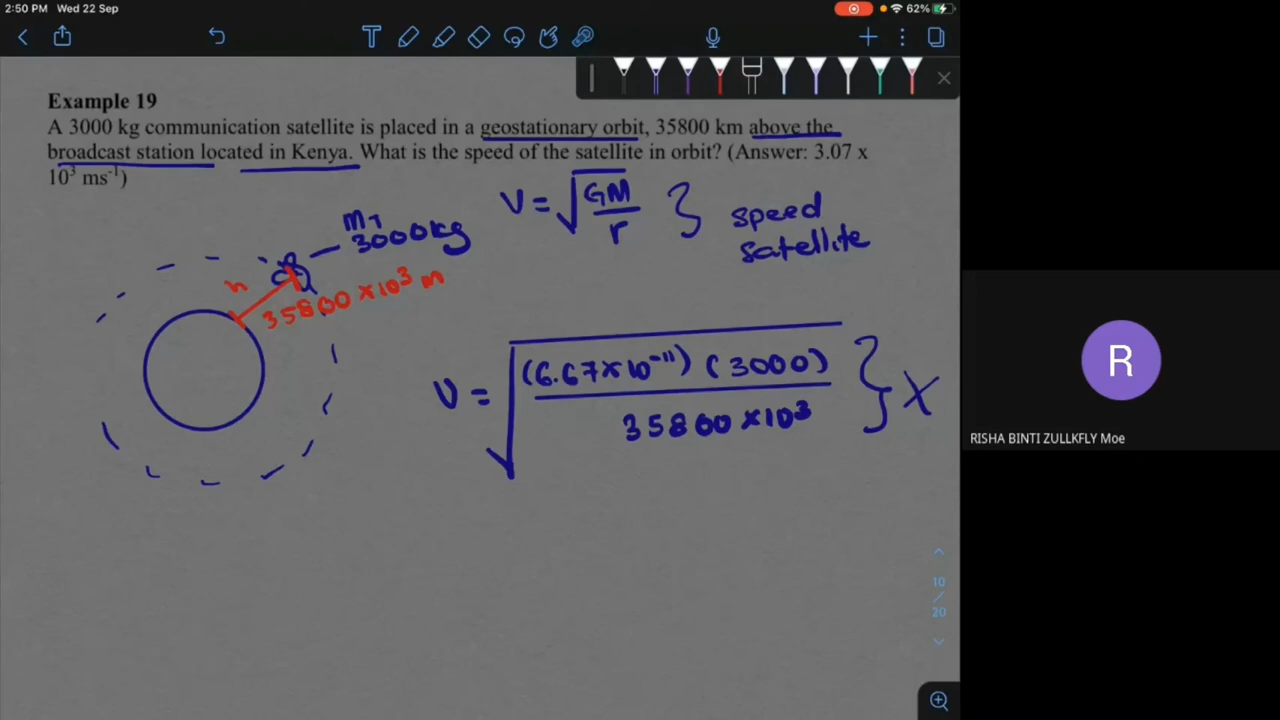 2:50 PM Wed 22 Sep
62%
Example 19
A 3000 kg communication satellite is placed in a geostationary orbit, 35800 km above the
broadcast station located in Kenya. What is the speed of the satellite in orbit? (Answer: 3.07 x
10³ ms⁻¹)
V = √GM/r } speed
satellite
3000kg
h
35800 × 10³ m
V = √(6.67×10⁻¹¹) (3000) / 35800 × 10³ } X
R
RISHA BINTI ZULLKFLY Moe
10
/
20